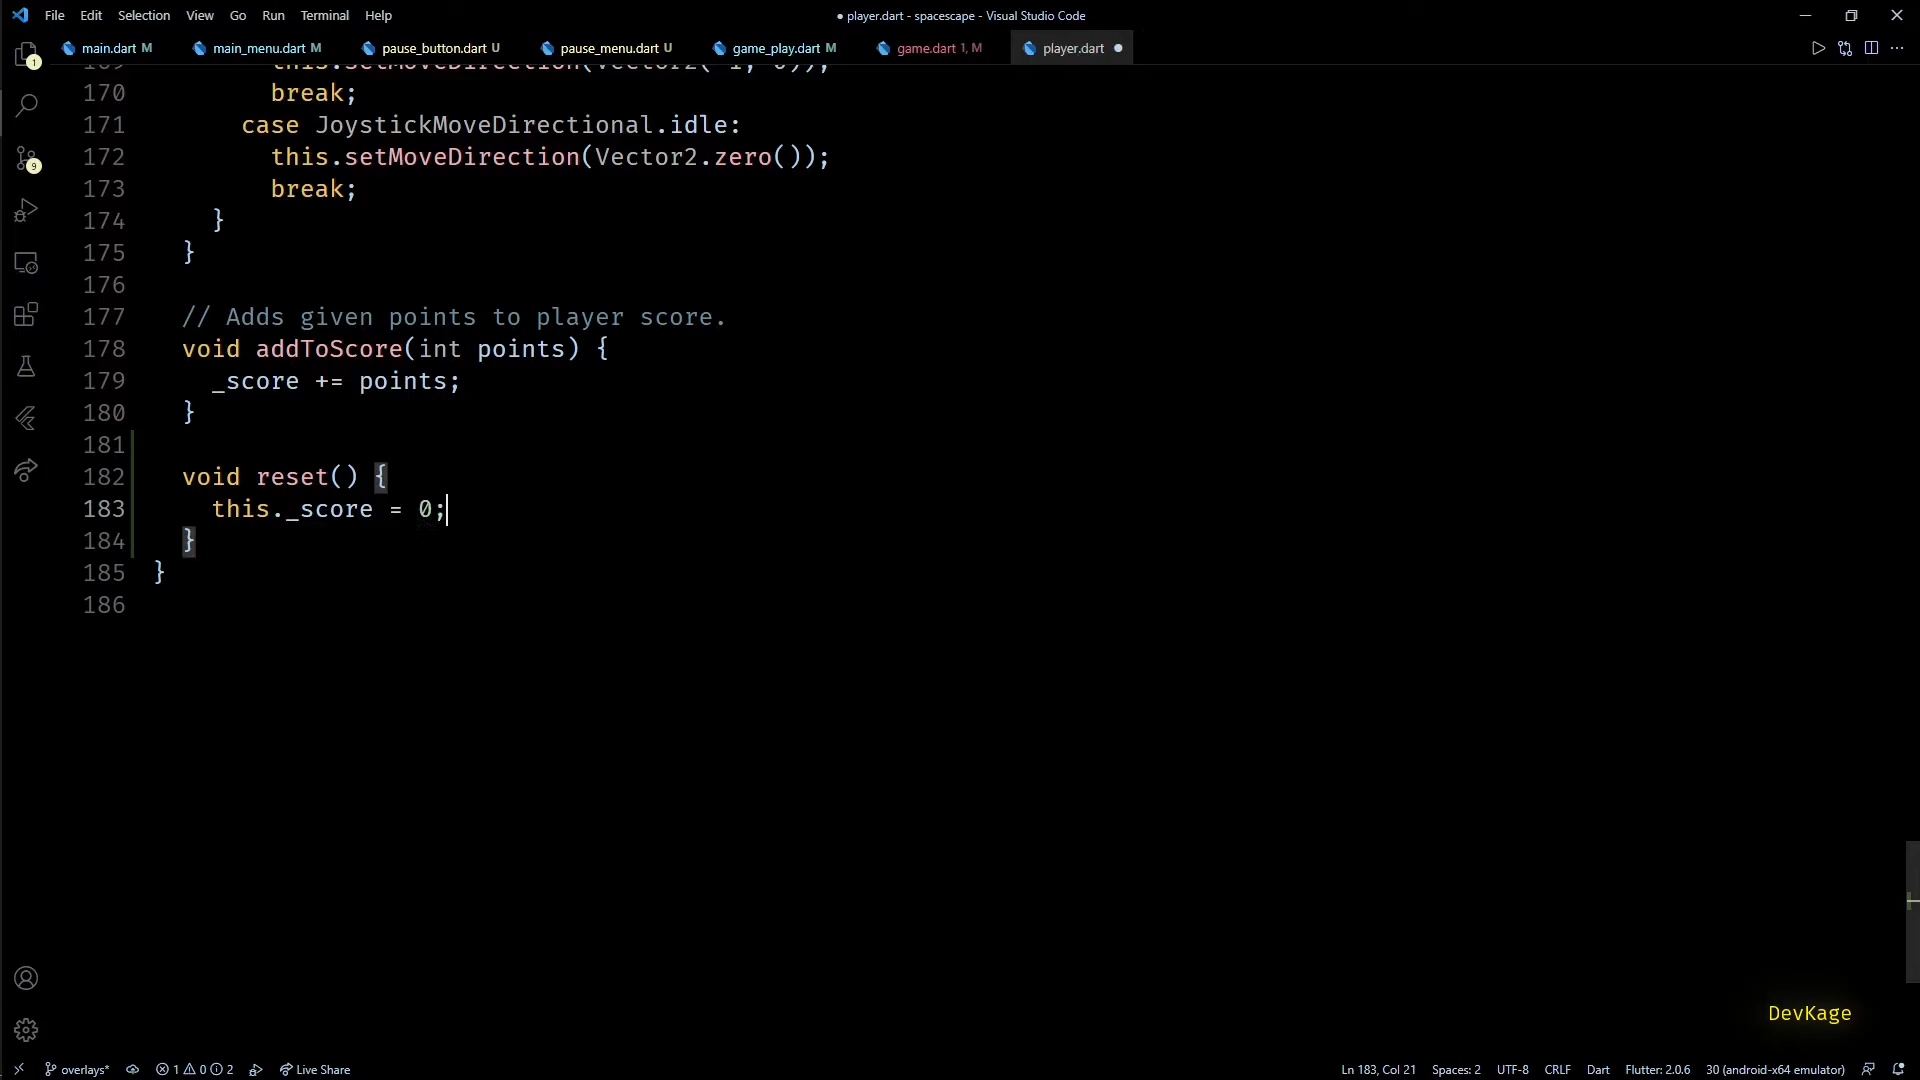 File Edit Selection View Go Run Terminal Help
● player.dart - spacescape - Visual Studio Code
main.dart M main_menu.dart M pause_button.dart U pause_menu.dart U game_play.dart M game.dart 1, M player.dart ●
1
9
169 this.setMoveDirection(Vector2(-1, 0));
170 break;
171 case JoystickMoveDirectional.idle:
172 this.setMoveDirection(Vector2.zero());
173 break;
174 }
175 }
176
177 // Adds given points to player score.
178 void addToScore(int points) {
179 _score += points;
180 }
181
182 void reset() {
183 this._score = 0;
184 }
185 }
186
DevKage
overlays* 1 0 2 Live Share Ln 183, Col 21 Spaces: 2 UTF-8 CRLF Dart Flutter: 2.0.6 30 (android-x64 emulator)